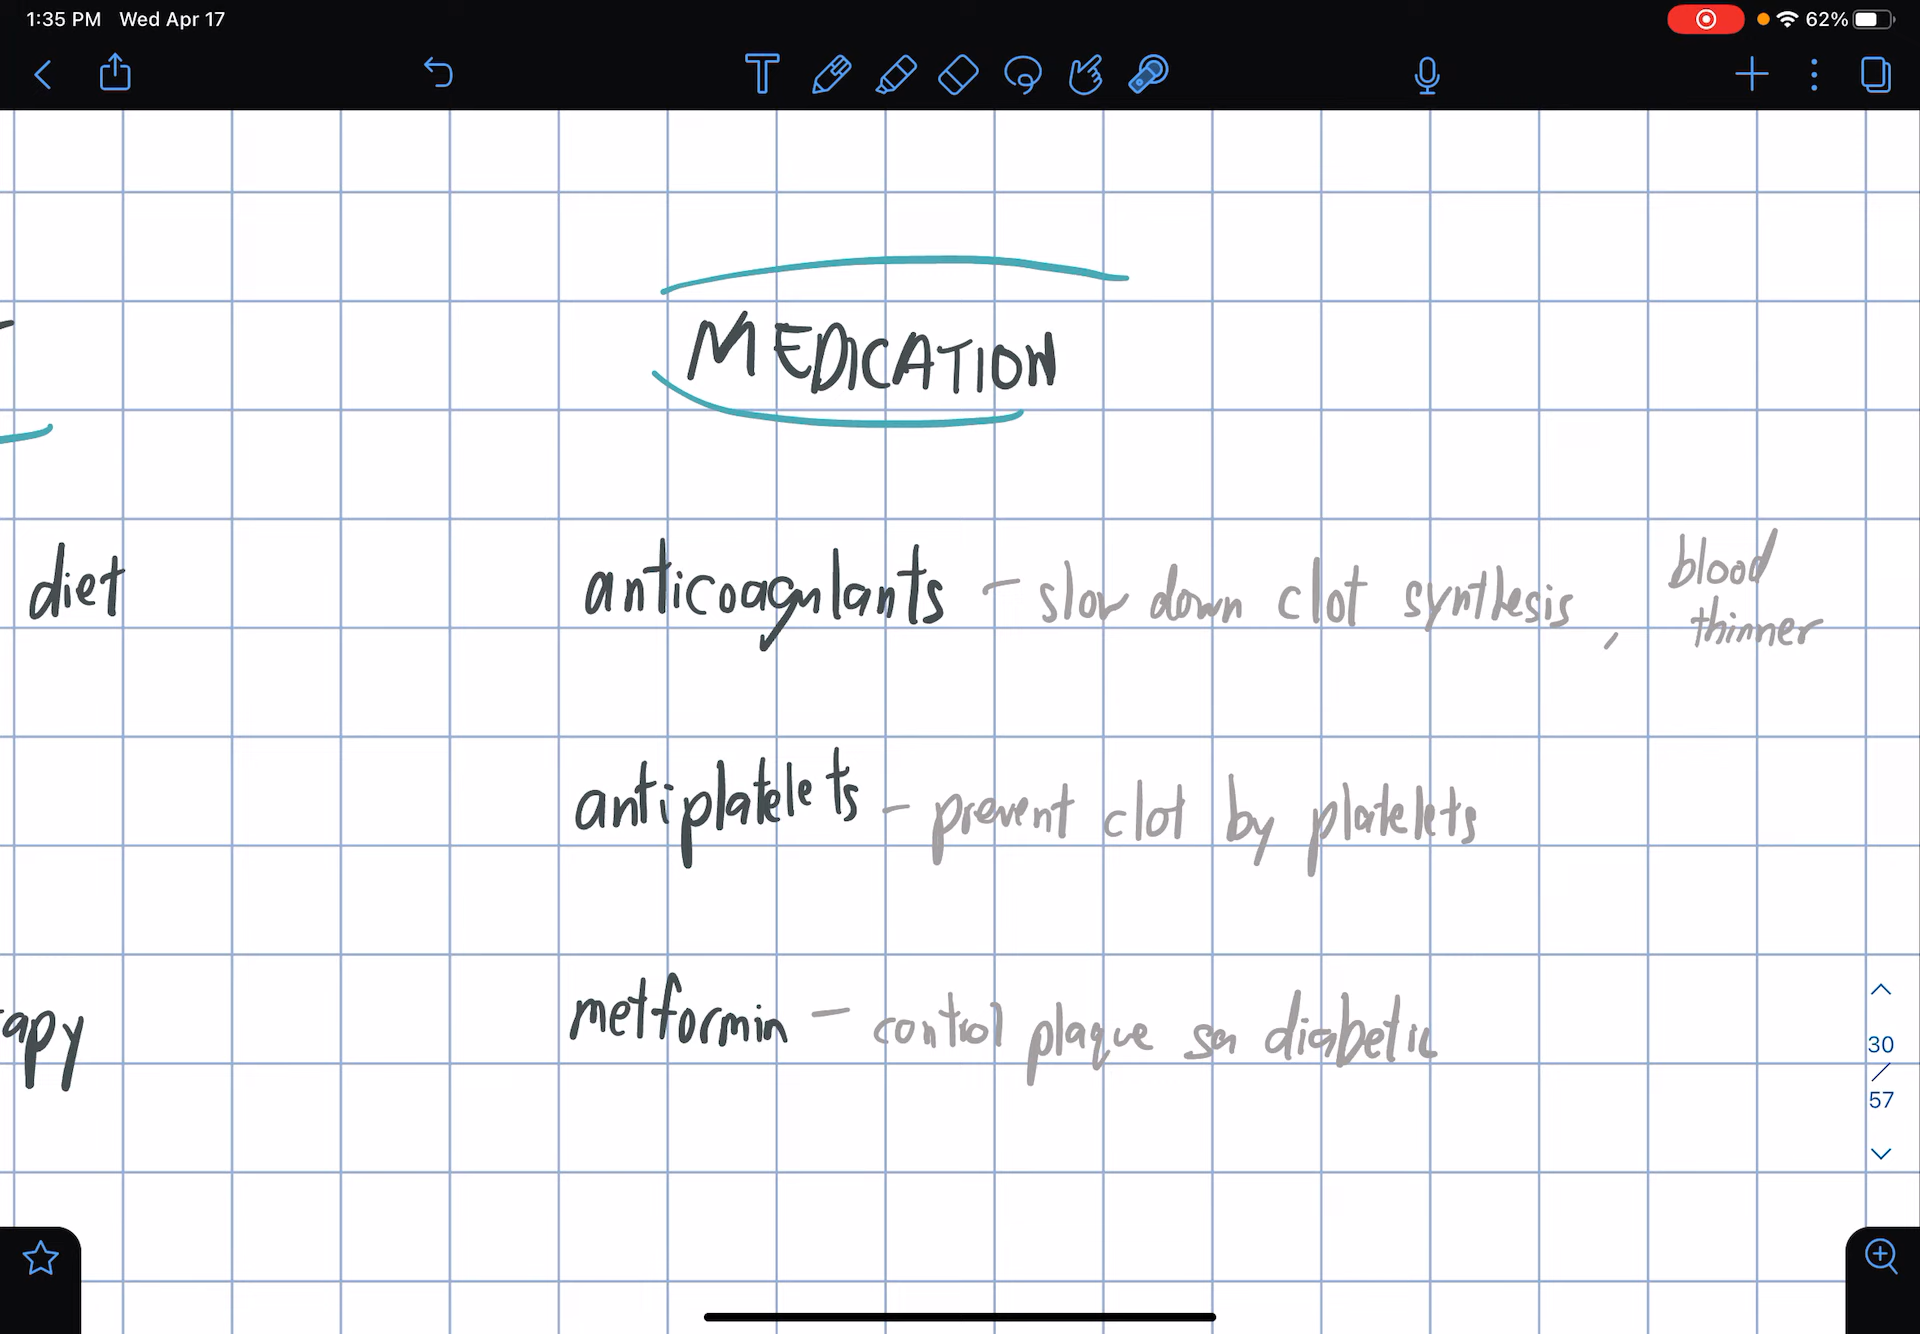 1:35 PM Wed Apr 17
62%
MEDICATION
diet
anticoagulants - slow down clot synthesis, blood
thinner
antiplatelets - prevent clot by platelets
metformin - control plaque sa diabetic
apy
30
/
57